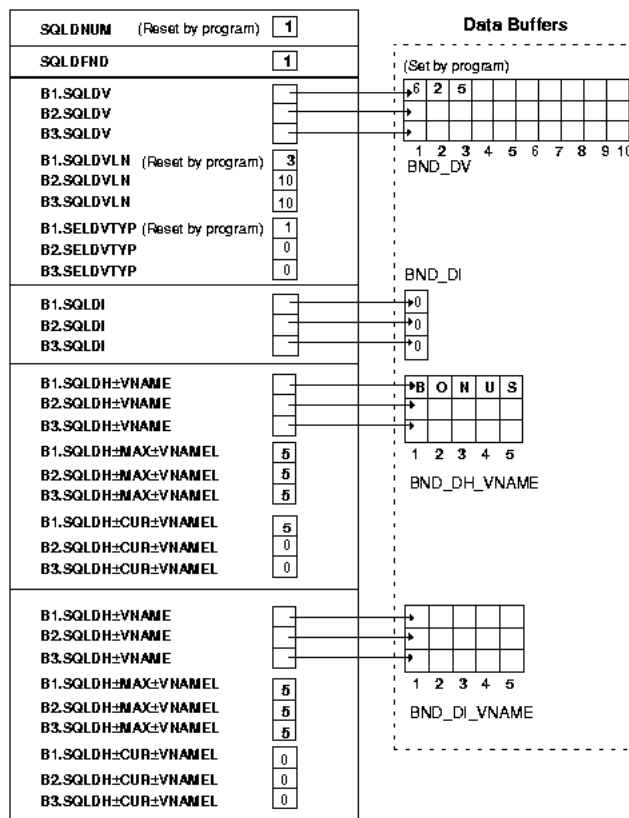 SQLDNUM (Reset by program) 1
SQLDFND 1
B1.SQLDV
B2.SQLDV
B3.SQLDV
B1.SQLDVLN (Reset by program) 3
B2.SQLDVLN 10
B3.SQLDVLN 10
B1.SELDVTYP (Reset by program) 1
B2.SELDVTYP 0
B3.SELDVTYP 0
B1.SQLDI
B2.SQLDI
B3.SQLDI
B1.SQLDH±VNAME
B2.SQLDH±VNAME
B3.SQLDH±VNAME
B1.SQLDH±MAX±VNAMEL 5
B2.SQLDH±MAX±VNAMEL 5
B3.SQLDH±MAX±VNAMEL 5
B1.SQLDH±CUR±VNAMEL 5
B2.SQLDH±CUR±VNAMEL 0
B3.SQLDH±CUR±VNAMEL 0
B1.SQLDH±VNAME
B2.SQLDH±VNAME
B3.SQLDH±VNAME
B1.SQLDH±MAX±VNAMEL 5
B2.SQLDH±MAX±VNAMEL 5
B3.SQLDH±MAX±VNAMEL 5
B1.SQLDH±CUR±VNAMEL 0
B2.SQLDH±CUR±VNAMEL 0
B3.SQLDH±CUR±VNAMEL 0
Data Buffers
(Set by program)
6 2 5
1 2 3 4 5 6 7 8 9 10
BND_DV
BND_DI
0
0
0
B O N U S
1 2 3 4 5
BND_DH_VNAME
1 2 3 4 5
BND_DI_VNAME